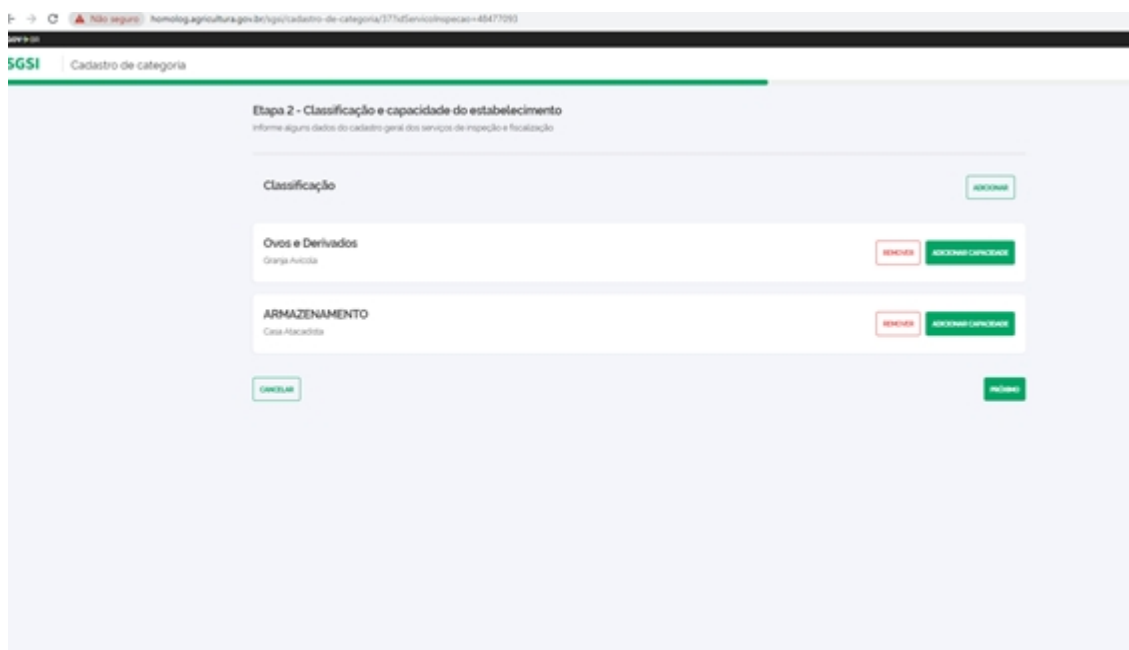 Não seguro homolog.agricultura.gov.br/sgsi/cadastro-de-categoria/37?idServicoInspecao=48477093
GOV BR
SGSI Cadastro de categoria
Etapa 2 - Classificação e capacidade do estabelecimento
Informe alguns dados do cadastro geral dos serviços de inspeção e fiscalização
Classificação ADICIONAR
Ovos e Derivados
Granja Avícola
REMOVER ADICIONAR CAPACIDADE
ARMAZENAMENTO
Casa Atacadista
REMOVER ADICIONAR CAPACIDADE
CANCELAR PRÓXIMO